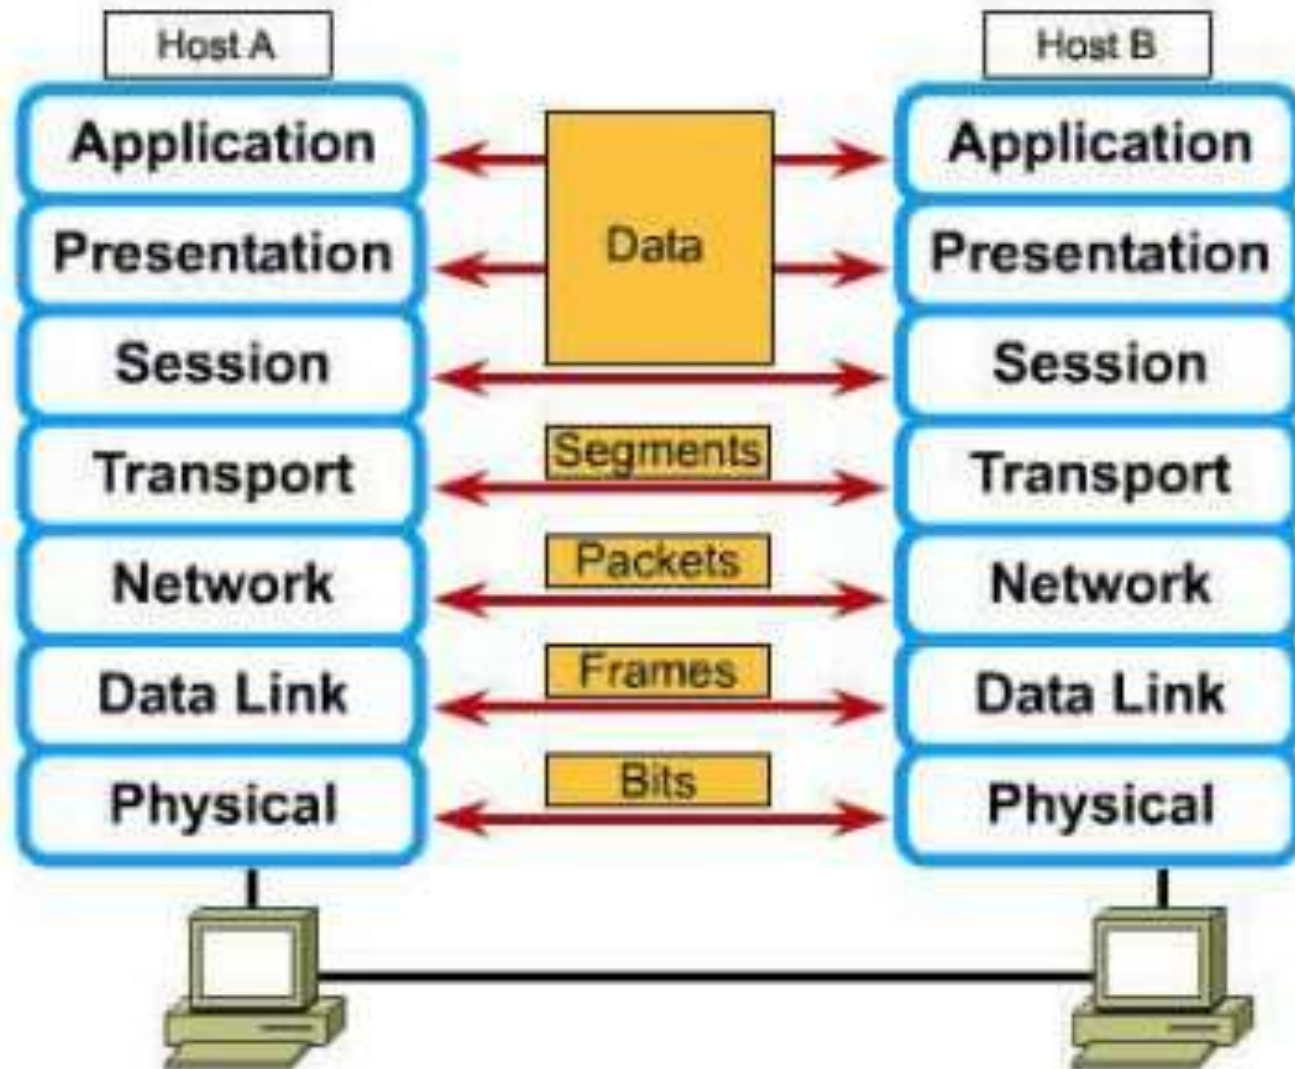 Host A
Host B
Application
Application
Presentation
Data
Presentation
Session
Session
Segments
Transport
Transport
Packets
Network
Network
Frames
Data Link
Data Link
Bits
Physical
Physical